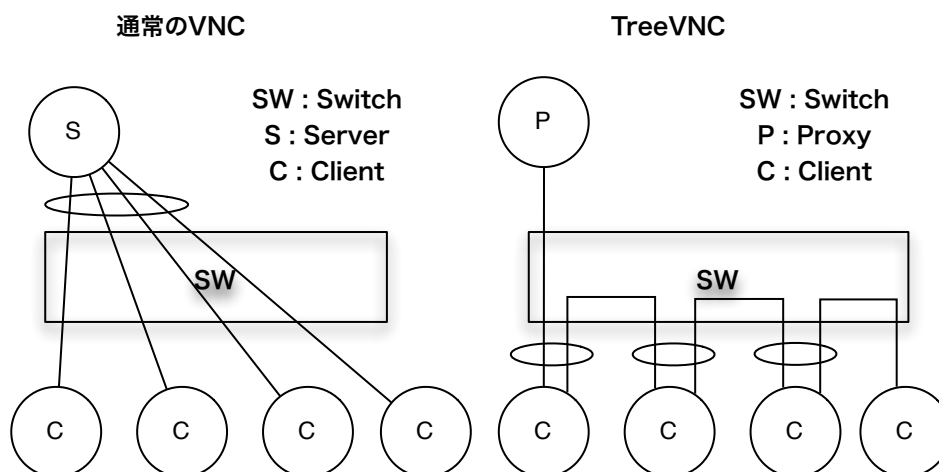 通常のVNC
SW : Switch
S : Server
C : Client
S
SW
C
C
C
C
TreeVNC
SW : Switch
P : Proxy
C : Client
P
SW
C
C
C
C